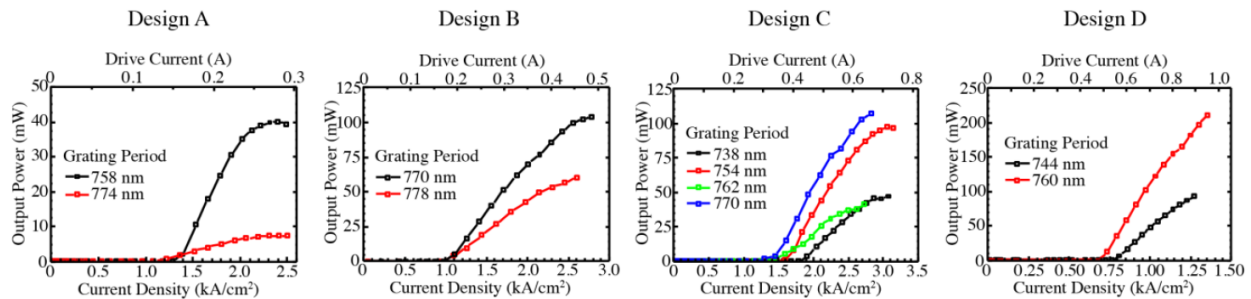 Design A
Drive Current (A)
0 0.1 0.2 0.3
50
40
30
20
10
0
Output Power (mW)
Grating Period
758 nm
774 nm
0 0.5 1.0 1.5 2.0 2.5
Current Density (kA/cm²)
Design B
Drive Current (A)
0 0.1 0.2 0.3 0.4 0.5
125
100
75
50
25
0
Output Power (mW)
Grating Period
770 nm
778 nm
0.0 0.5 1.0 1.5 2.0 2.5 3.0
Current Density (kA/cm²)
Design C
Drive Current (A)
0 0.2 0.4 0.6 0.8
125
100
75
50
25
0
Output Power (mW)
Grating Period
738 nm
754 nm
762 nm
770 nm
0.0 0.5 1.0 1.5 2.0 2.5 3.0 3.5
Current Density (kA/cm²)
Design D
Drive Current (A)
0 0.2 0.4 0.6 0.8 1.0
250
200
150
100
50
0
Output Power (mW)
Grating Period
744 nm
760 nm
0.00 0.25 0.50 0.75 1.00 1.25 1.50
Current Density (kA/cm²)